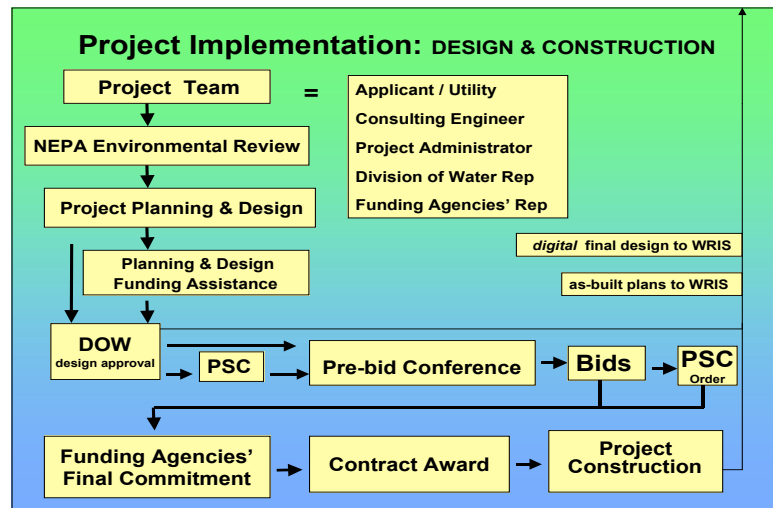 Project Implementation: DESIGN & CONSTRUCTION
Project Team
=
Applicant / Utility
Consulting Engineer
Project Administrator
Division of Water Rep
Funding Agencies' Rep
NEPA Environmental Review
Project Planning & Design
Planning & Design
Funding Assistance
digital final design to WRIS
as-built plans to WRIS
DOW
design approval
PSC
Pre-bid Conference
Bids
PSC
Order
Funding Agencies'
Final Commitment
Contract Award
Project
Construction